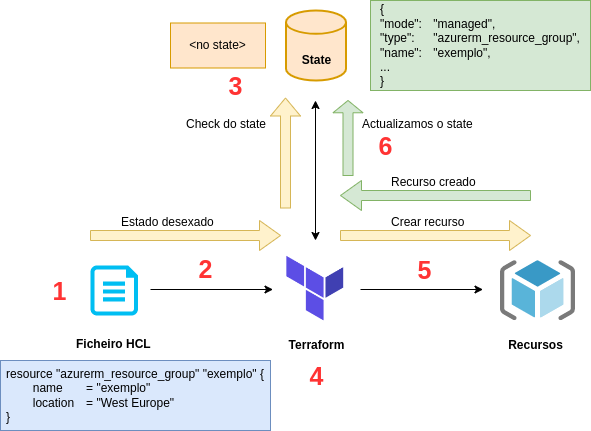 <no state>
State
{
"mode": "managed",
"type": "azurerm_resource_group",
"name": "exemplo",
...
}
3
Check do state
Actualizamos o state
6
Recurso creado
Estado desexado
Crear recurso
1
2
5
Ficheiro HCL
Terraform
Recursos
4
resource "azurerm_resource_group" "exemplo" {
name = "exemplo"
location = "West Europe"
}